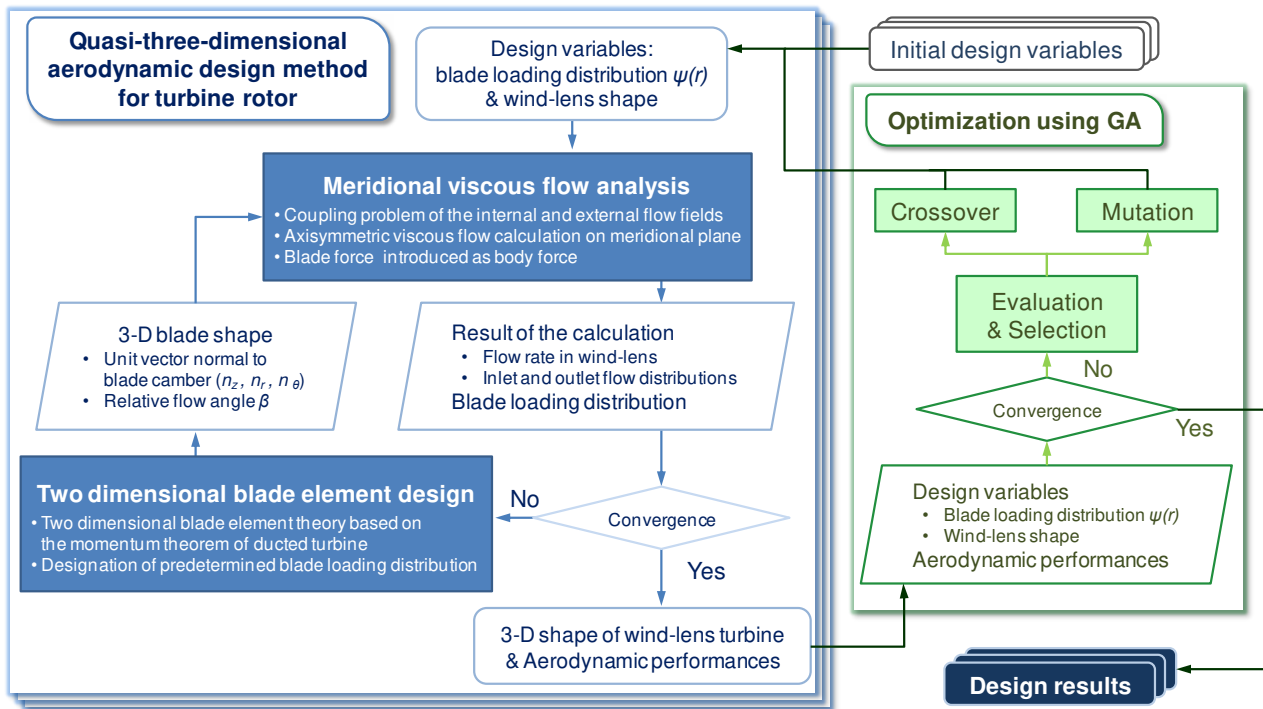 Quasi-three-dimensional
aerodynamic design method
for turbine rotor
Design variables:
blade loading distribution ψ(r)
& wind-lens shape
Initial design variables
Meridional viscous flow analysis
• Coupling problem of the internal and external flow fields
• Axisymmetric viscous flow calculation on meridional plane
• Blade force introduced as body force
3-D blade shape
• Unit vector normal to
blade camber (nz, nr, nθ)
• Relative flow angle β
Result of the calculation
• Flow rate in wind-lens
• Inlet and outlet flow distributions
Blade loading distribution
Two dimensional blade element design
• Two dimensional blade element theory based on
the momentum theorem of ducted turbine
• Designation of predetermined blade loading distribution
No
Convergence
Yes
3-D shape of wind-lens turbine
& Aerodynamic performances
Optimization using GA
Crossover
Mutation
Evaluation
& Selection
No
Convergence
Yes
Design variables
• Blade loading distribution ψ(r)
• Wind-lens shape
Aerodynamic performances
Design results